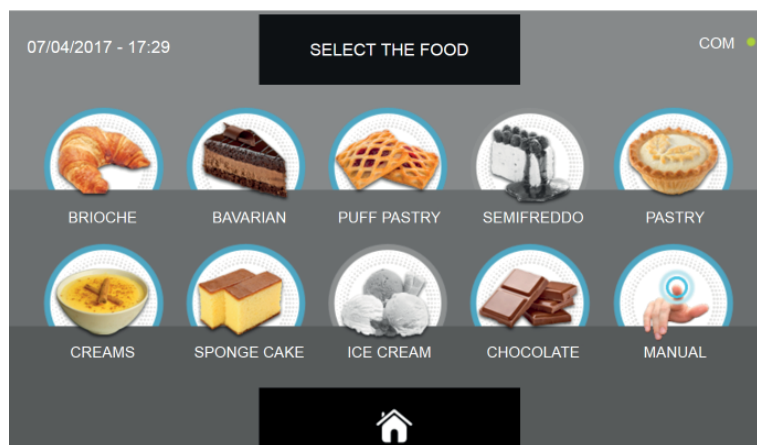 07/04/2017 - 17:29
SELECT THE FOOD
COM
BRIOCHE
BAVARIAN
PUFF PASTRY
SEMIFREDDO
PASTRY
CREAMS
SPONGE CAKE
ICE CREAM
CHOCOLATE
MANUAL